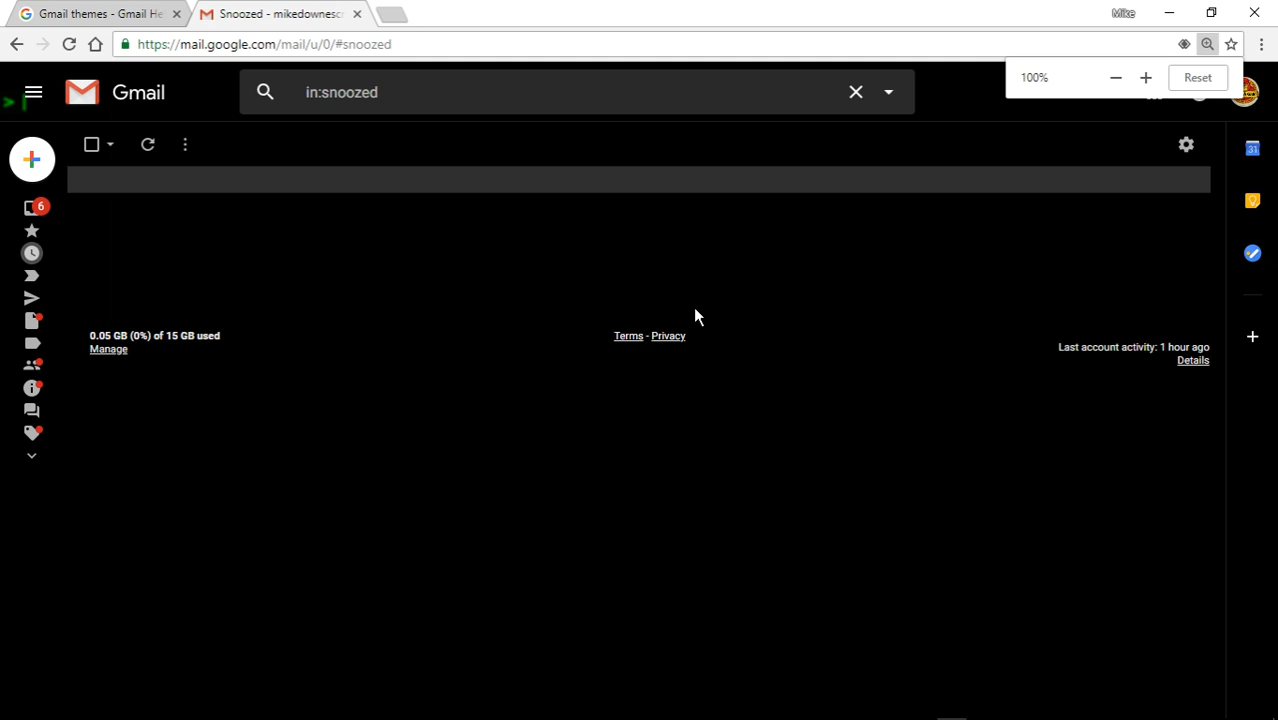 Gmail themes - Gmail He
Snoozed - mikedownescr
Mike
https://mail.google.com/mail/u/0/#snoozed
100%
Reset
Gmail
in:snoozed
31
6
0.05 GB (0%) of 15 GB used
Manage
Terms - Privacy
Last account activity: 1 hour ago
Details